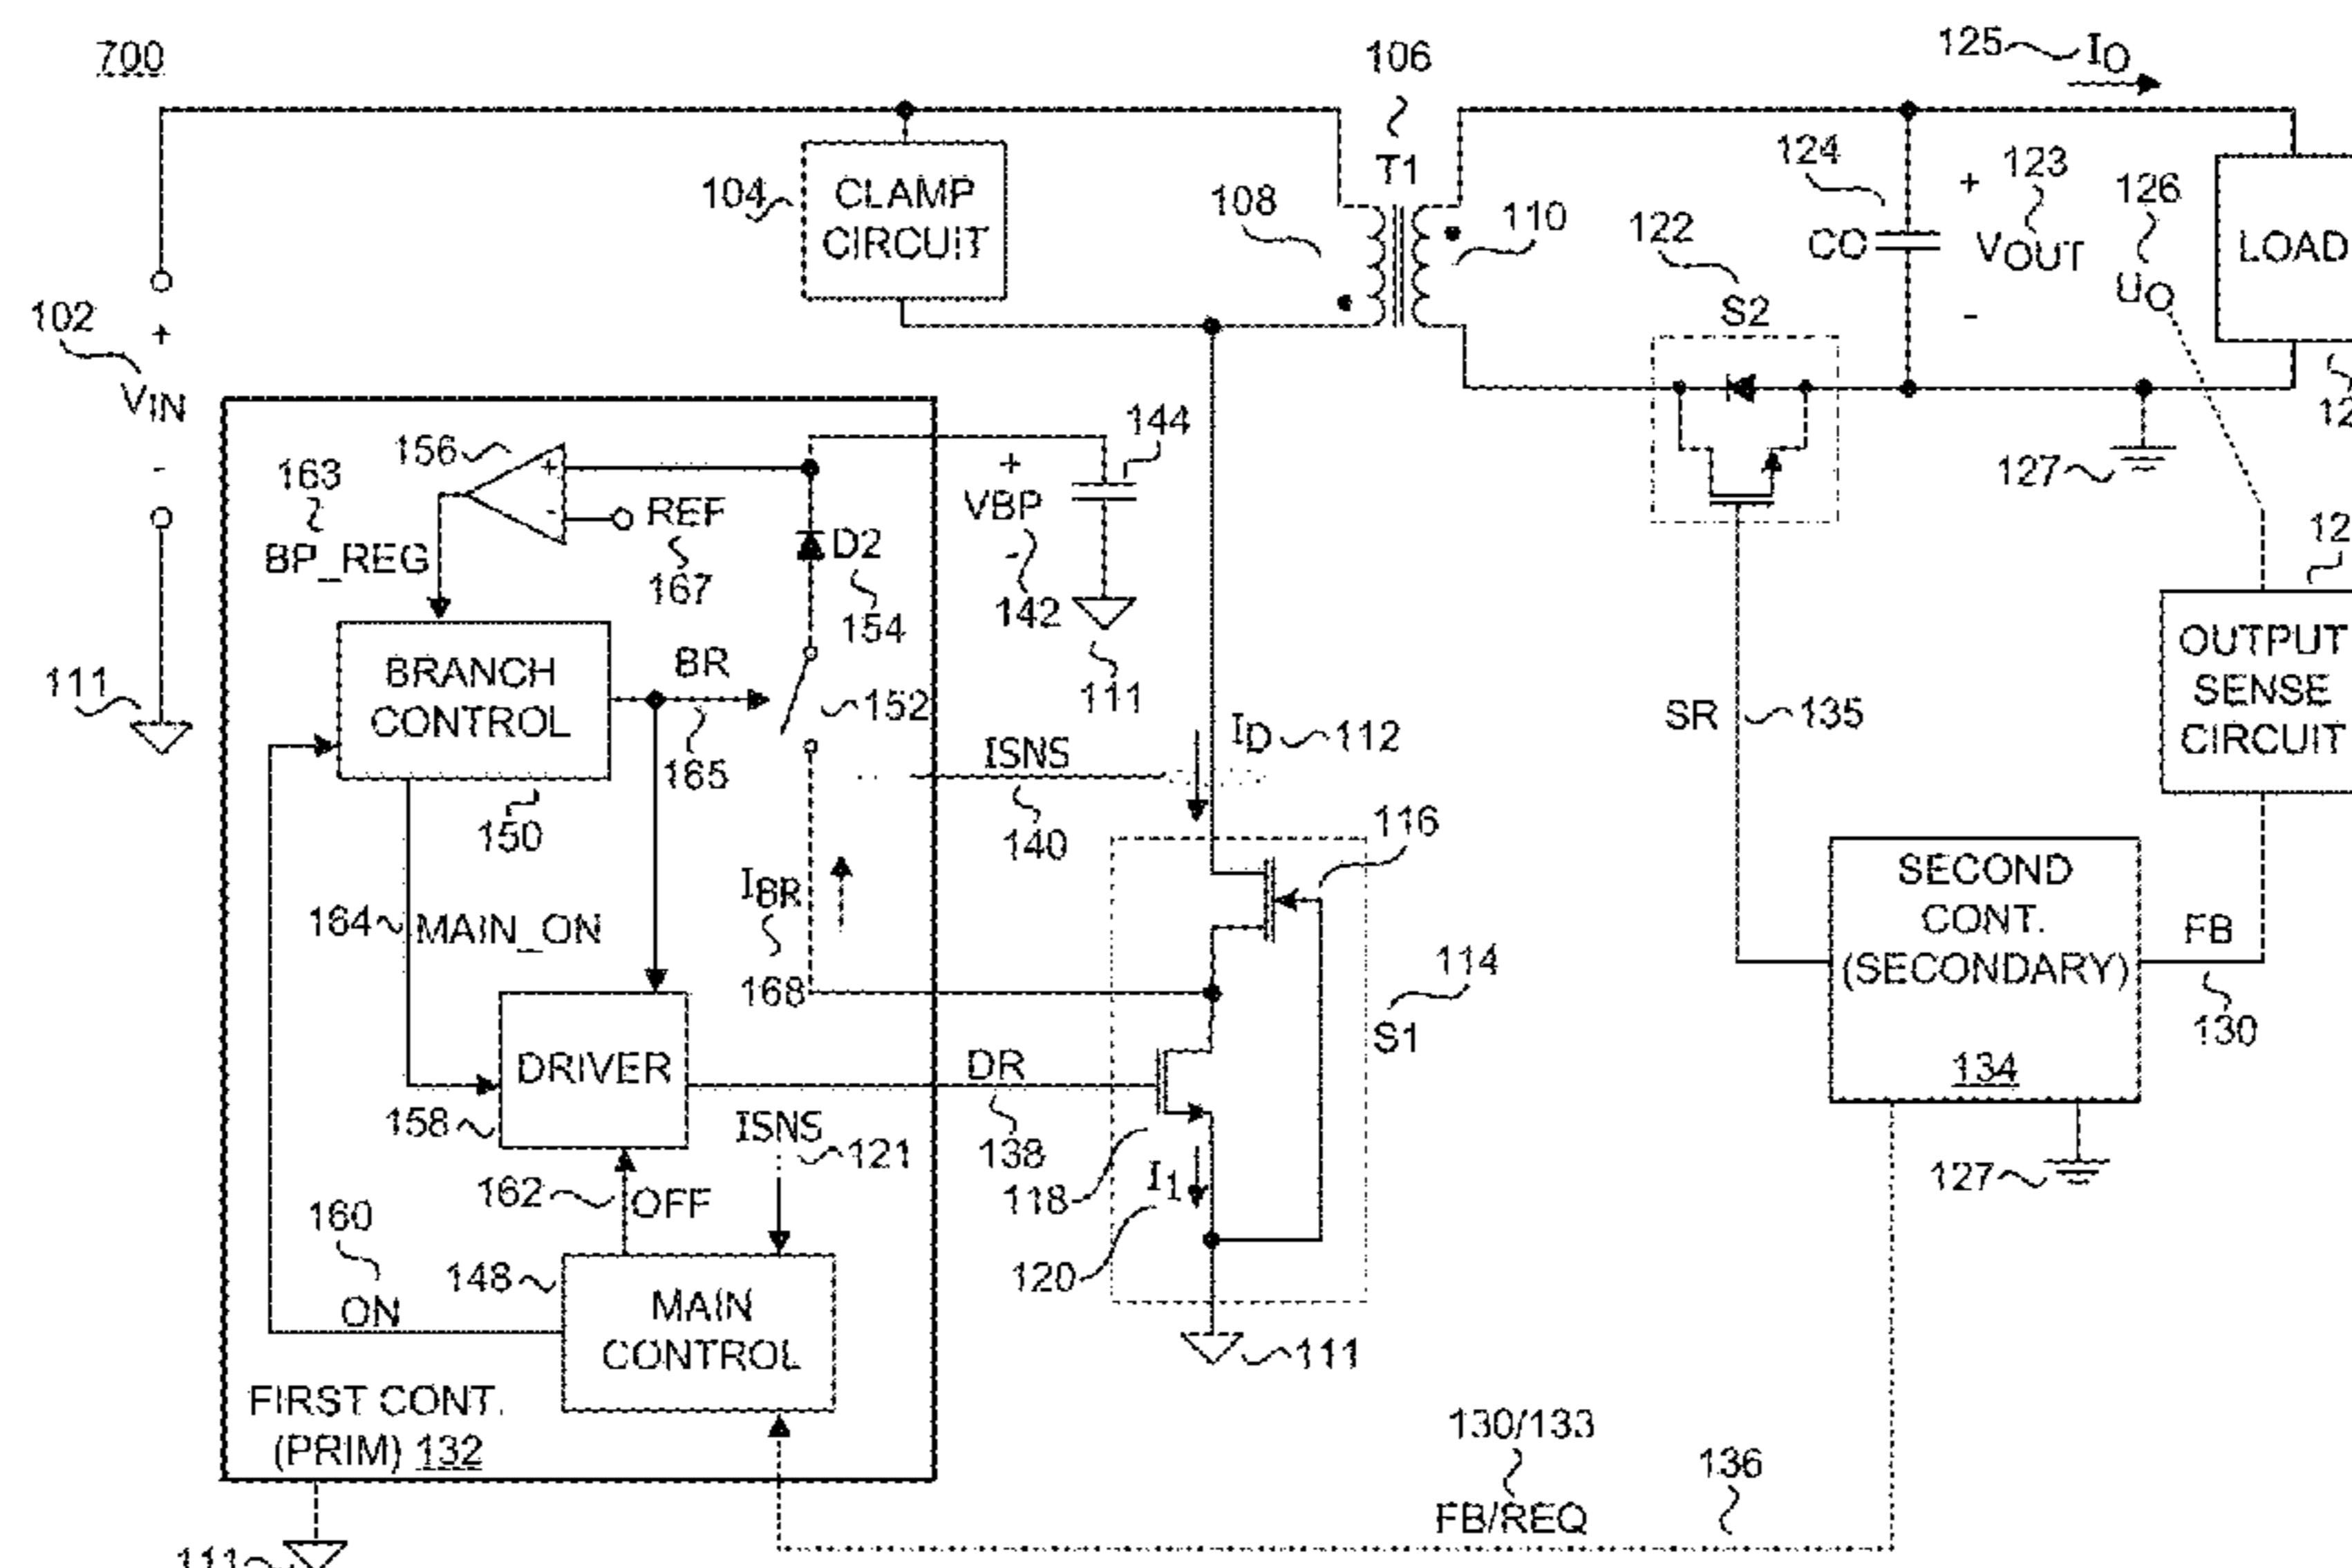 700
106
125 IO
T1
104
CLAMP
CIRCUIT
108
110
124
+
123
126
122
CO
VOUT
UO
LOAD
-
S2
102
+
VIN
-
144
156
+
-
163
REF
+
VBP
-
142
127
BP_REG
167
D2
154
111
BRANCH
CONTROL
BR
165
152
111
ID 112
SR 135
OUTPUT
SENSE
CIRCUIT
ISNS
140
150
116
IBR
168
164 MAIN_ON
114
S1
SECOND
CONT.
(SECONDARY)
134
FB
130
DRIVER
158
DR
138
ISNS
121
118
I1
120
127
162 OFF
160
ON
148
MAIN
CONTROL
111
FIRST CONT.
(PRIM) 132
130/133
FB/REQ
136
111